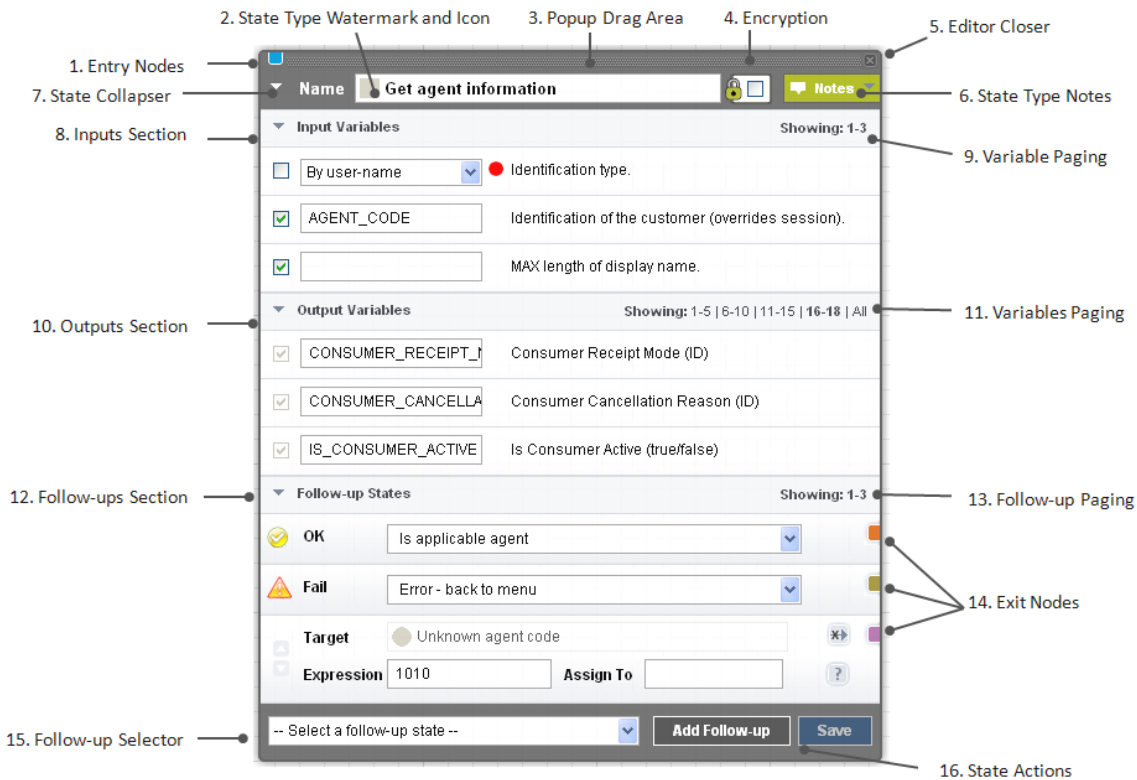 2. State Type Watermark and Icon
3. Popup Drag Area
4. Encryption
5. Editor Closer
1. Entry Nodes
7. State Collapser
Name
Get agent information
Notes
6. State Type Notes
8. Inputs Section
Input Variables
Showing: 1-3
9. Variable Paging
By user-name
Identification type.
AGENT_CODE
Identification of the customer (overrides session).
MAX length of display name.
10. Outputs Section
Output Variables
Showing: 1-5 | 6-10 | 11-15 | 16-18 | All
11. Variables Paging
CONSUMER_RECEIPT_
Consumer Receipt Mode (ID)
CONSUMER_CANCELLA
Consumer Cancellation Reason (ID)
IS_CONSUMER_ACTIVE
Is Consumer Active (true/false)
12. Follow-ups Section
Follow-up States
Showing: 1-3
13. Follow-up Paging
OK
Is applicable agent
Fail
Error - back to menu
14. Exit Nodes
Target
Unknown agent code
Expression
1010
Assign To
?
15. Follow-up Selector
-- Select a follow-up state --
Add Follow-up
Save
16. State Actions